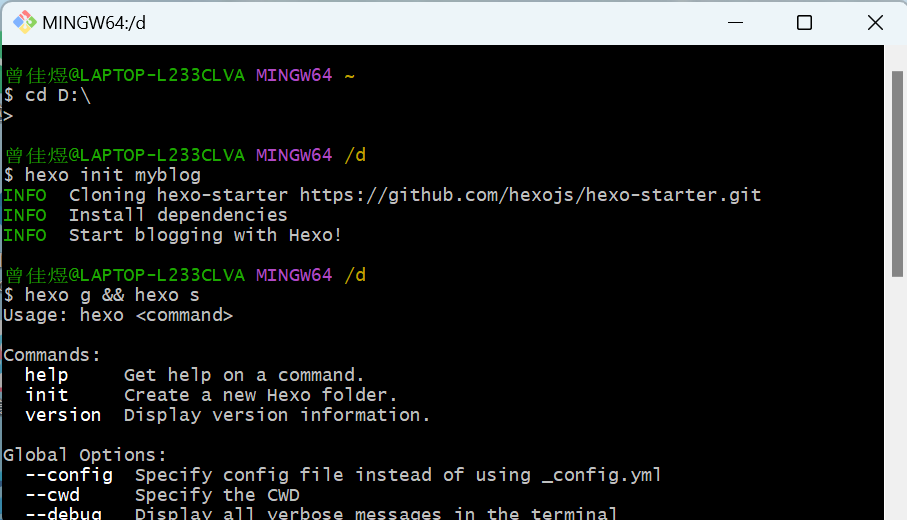 MINGW64:/d
曾佳煜@LAPTOP-L233CLVA MINGW64 ~
$ cd D:\
>
曾佳煜@LAPTOP-L233CLVA MINGW64 /d
$ hexo init myblog
INFO  Cloning hexo-starter https://github.com/hexojs/hexo-starter.git
INFO  Install dependencies
INFO  Start blogging with Hexo!
曾佳煜@LAPTOP-L233CLVA MINGW64 /d
$ hexo g && hexo s
Usage: hexo <command>
Commands:
  help     Get help on a command.
  init     Create a new Hexo folder.
  version  Display version information.
Global Options:
  --config  Specify config file instead of using _config.yml
  --cwd     Specify the CWD
  --debug   Display all verbose messages in the terminal